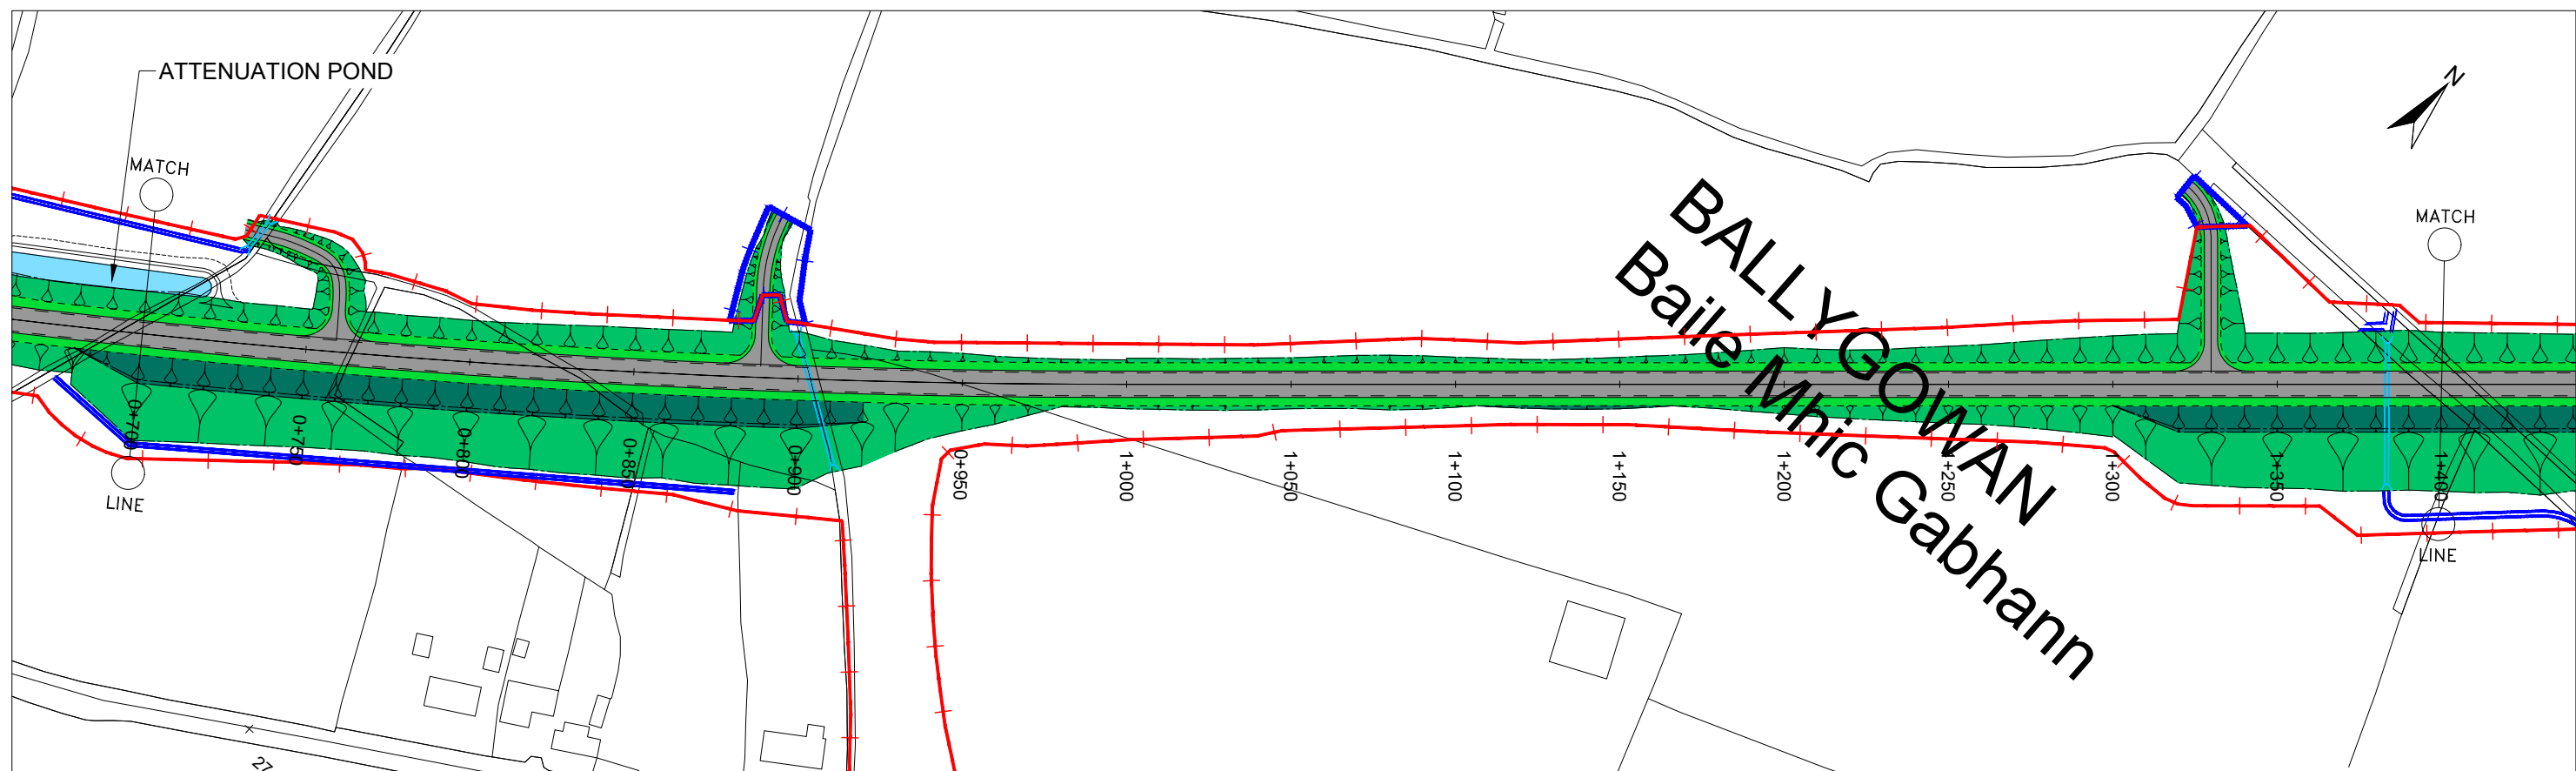 ATTENUATION POND
MATCH
N
MATCH
BALLYGOWAN
Baile Mhic Gabhann
0+700
0+750
0+800
0+850
0+900
0+950
1+000
1+050
1+100
1+150
1+200
1+250
1+300
1+350
1+400
LINE
LINE
27